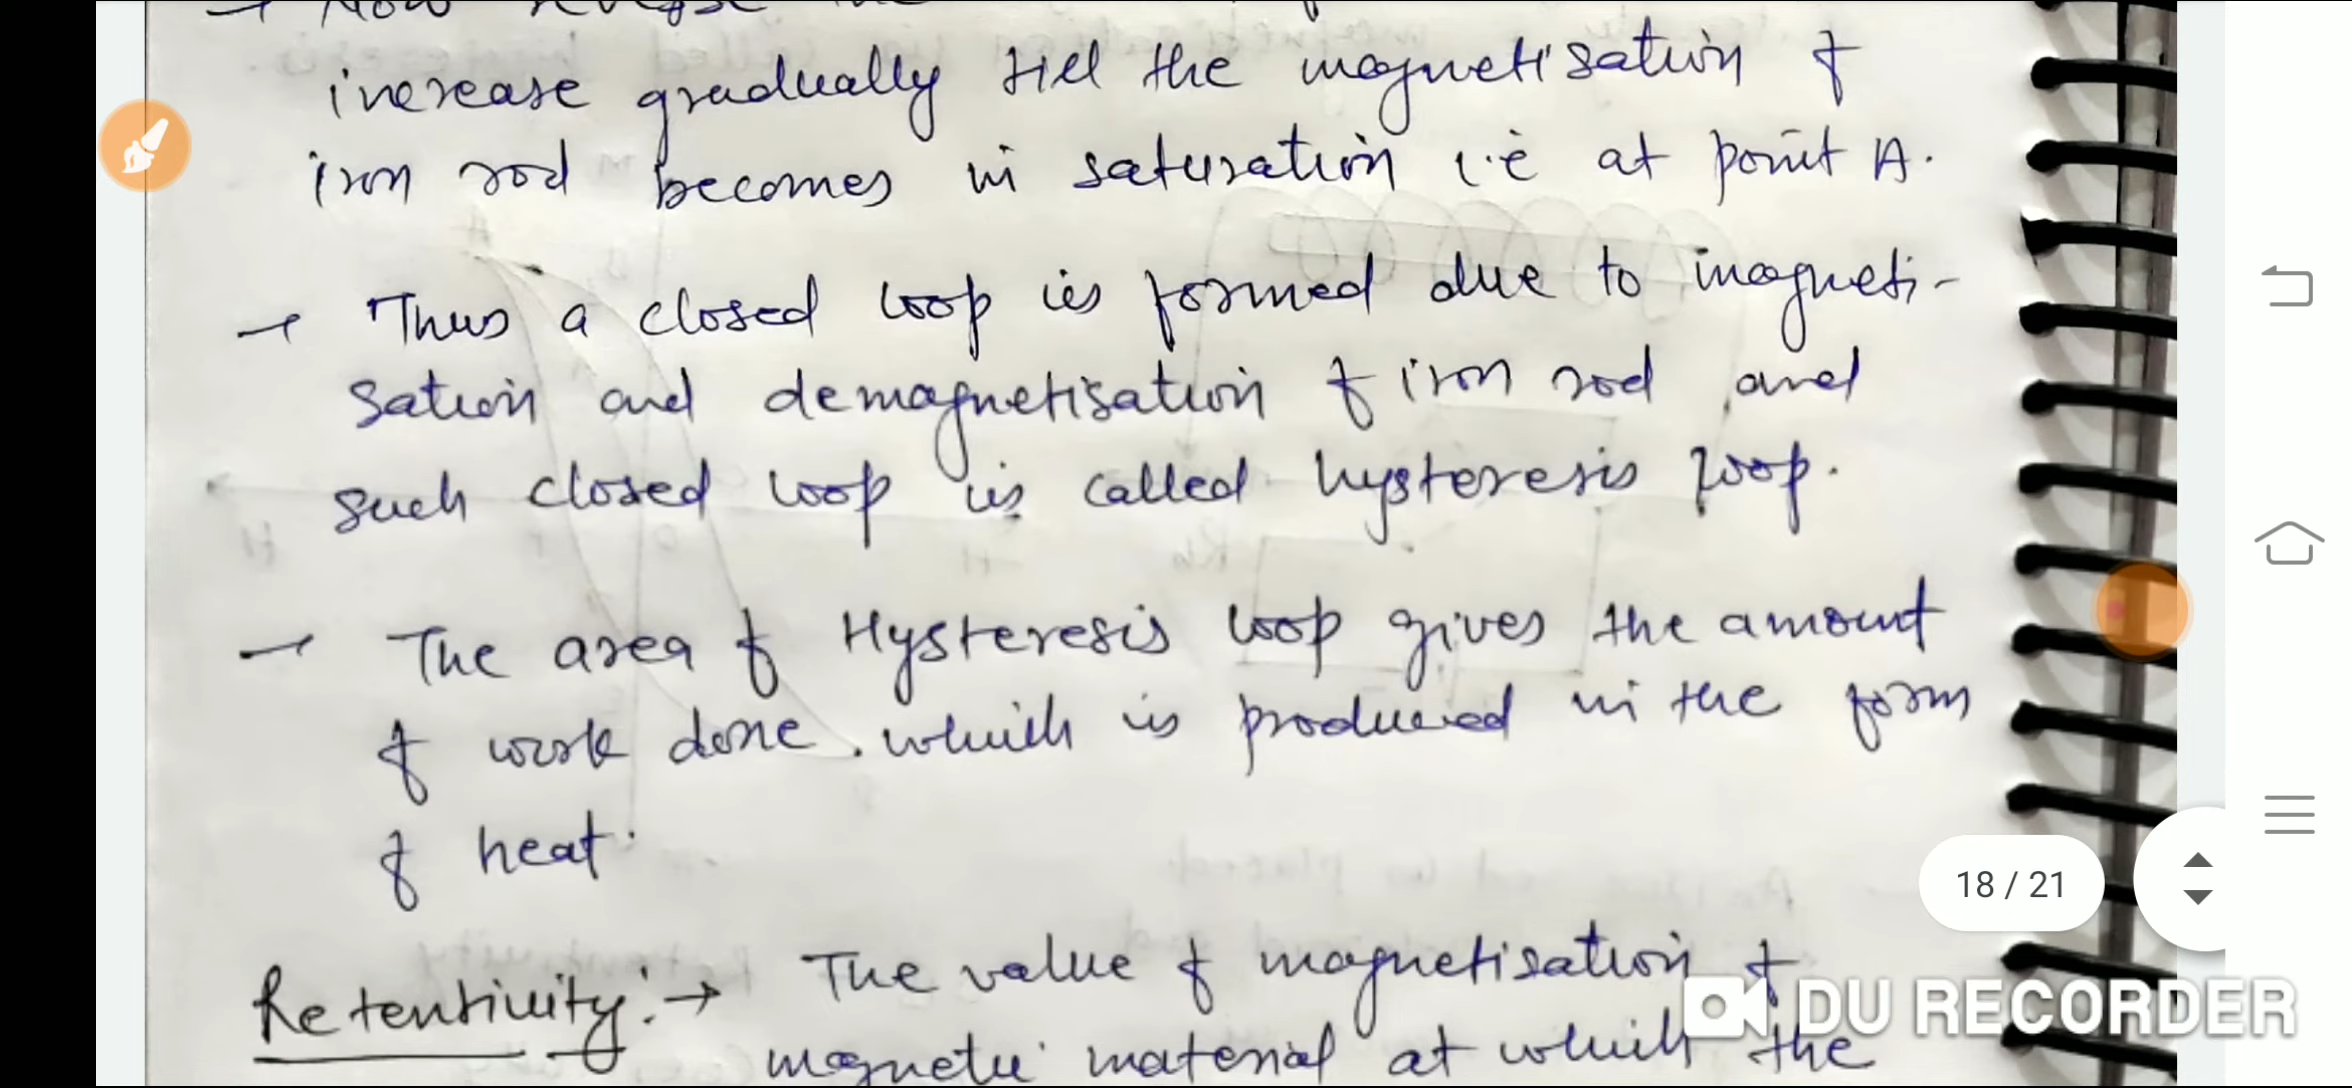 → Now
increase gradually till the magnetisation of
iron rod becomes in saturation i.e at point A.
→ Thus a closed loop is formed due to magneti-
sation and demagnetisation of iron rod and
such closed loop is called hysteresis loop.
→ The area of Hysteresis loop gives the amount
of work done. which is produced in the form
of heat.
18 / 21
Retentivity :→ The value of magnetisation of
DU RECORDER
magnetic material at which the